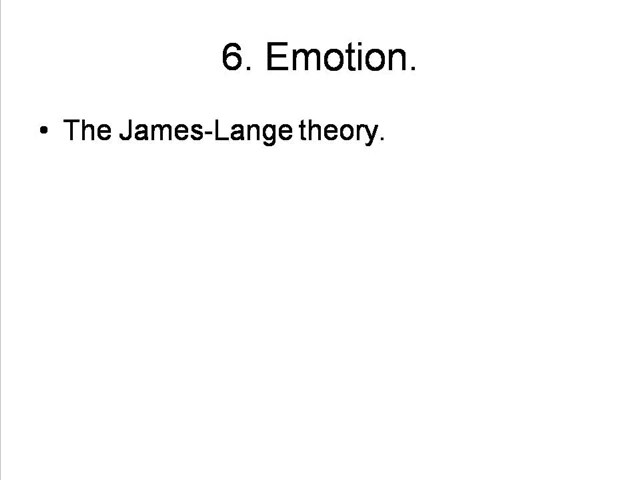 6. Emotion.
• The James-Lange theory.